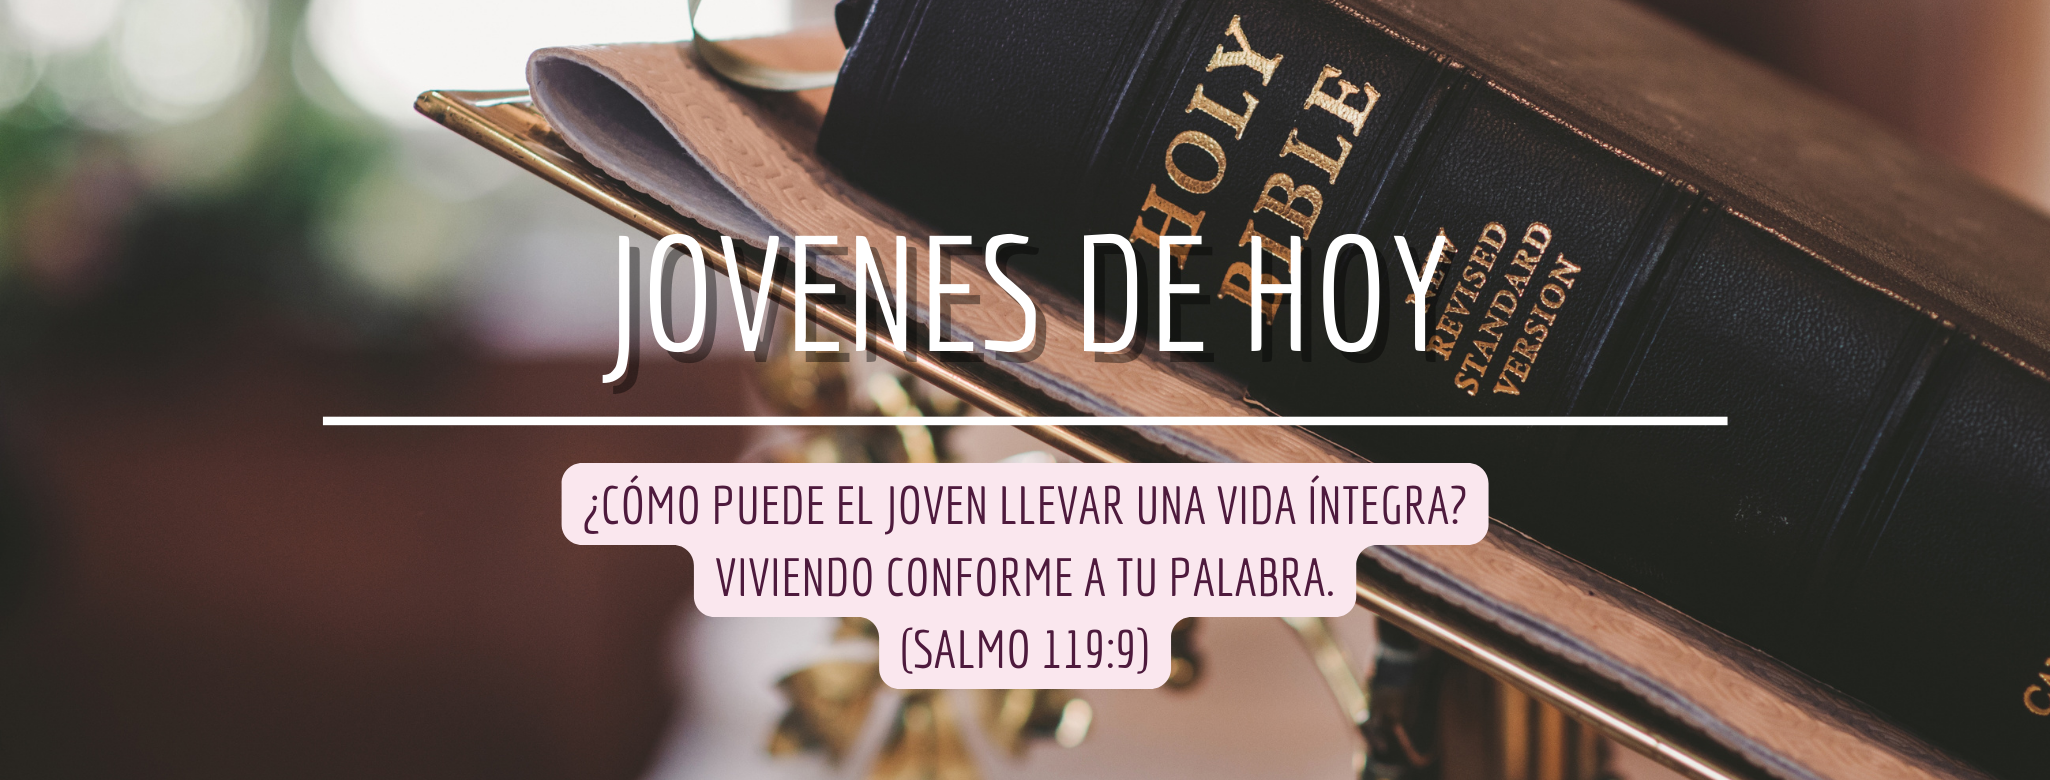 HOLY
BIBLE
NEW
REVISED
STANDARD
VERSION
JOVENES DE HOY
¿CÓMO PUEDE EL JOVEN LLEVAR UNA VIDA ÍNTEGRA?
VIVIENDO CONFORME A TU PALABRA.
(SALMO 119:9)